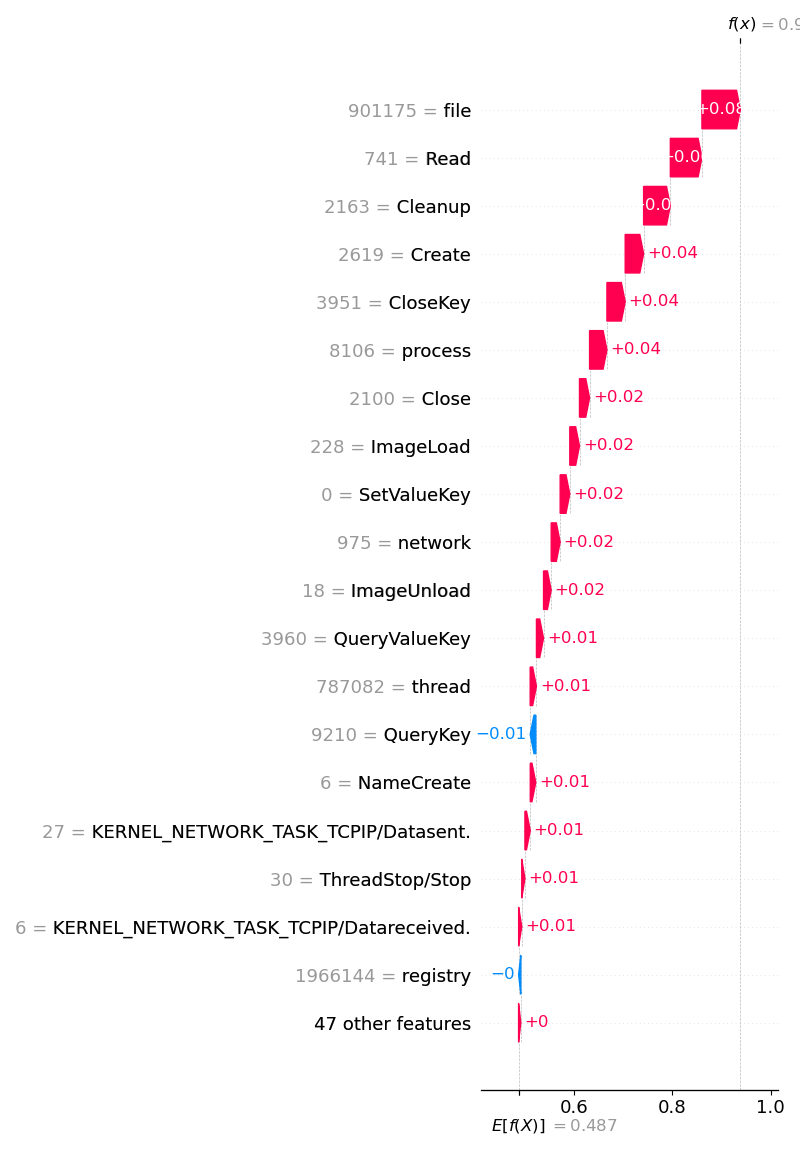 f(x) = 0.9
901175 = file
+0.08
741 = Read
2163 = Cleanup
2619 = Create
+0.04
3951 = CloseKey
+0.04
8106 = process
+0.04
2100 = Close
+0.02
228 = ImageLoad
+0.02
0 = SetValueKey
+0.02
975 = network
+0.02
18 = ImageUnload
+0.02
3960 = QueryValueKey
+0.01
787082 = thread
+0.01
9210 = QueryKey
−0.01
6 = NameCreate
+0.01
27 = KERNEL_NETWORK_TASK_TCPIP/Datasent.
+0.01
30 = ThreadStop/Stop
+0.01
6 = KERNEL_NETWORK_TASK_TCPIP/Datareceived.
+0.01
1966144 = registry
−0
47 other features
+0
0.6 0.8 1.0
E[f(X)] = 0.487